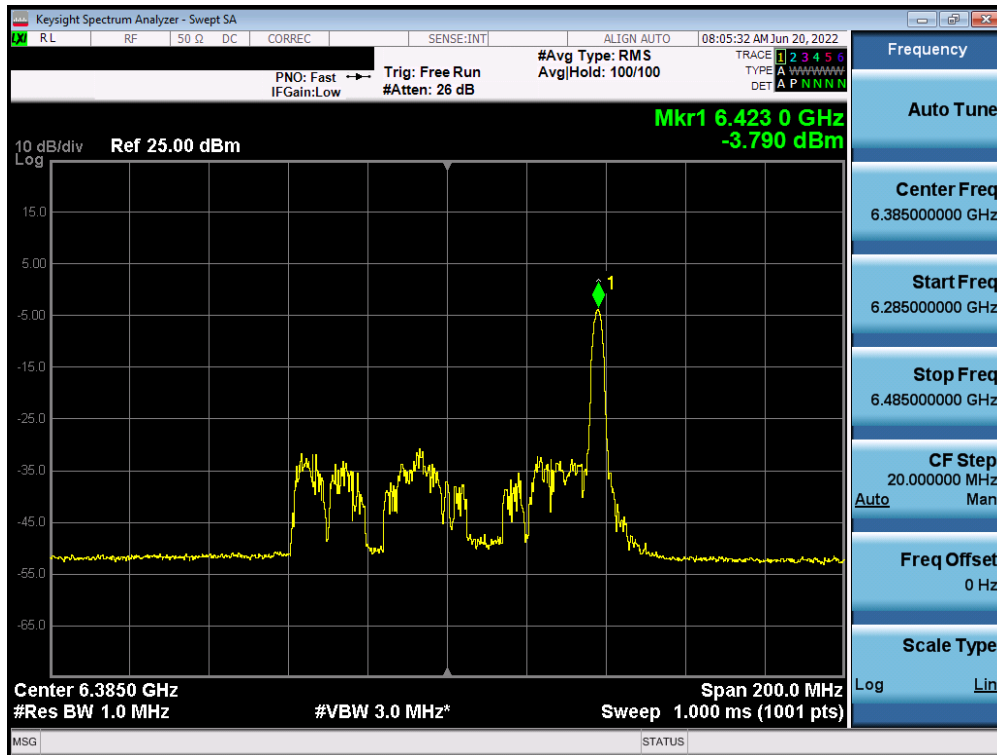 Keysight Spectrum Analyzer - Swept SA
LXI RL RF 50 Ω DC CORREC SENSE:INT ALIGN AUTO 08:05:32 AM Jun 20, 2022
PNO: Fast
IFGain:Low
Trig: Free Run
#Atten: 26 dB
#Avg Type: RMS
Avg|Hold: 100/100
TRACE 1 2 3 4 5 6
TYPE A WWWWW
DET A P N N N N
Mkr1 6.423 0 GHz
-3.790 dBm
10 dB/div Ref 25.00 dBm
Log
15.0
5.00
-5.00
-15.0
-25.0
-35.0
-45.0
-55.0
-65.0
1
Center 6.3850 GHz Span 200.0 MHz
#Res BW 1.0 MHz #VBW 3.0 MHz* Sweep 1.000 ms (1001 pts)
MSG STATUS
Frequency
Auto Tune
Center Freq
6.385000000 GHz
Start Freq
6.285000000 GHz
Stop Freq
6.485000000 GHz
CF Step
20.000000 MHz
Auto Man
Freq Offset
0 Hz
Scale Type
Log Lin